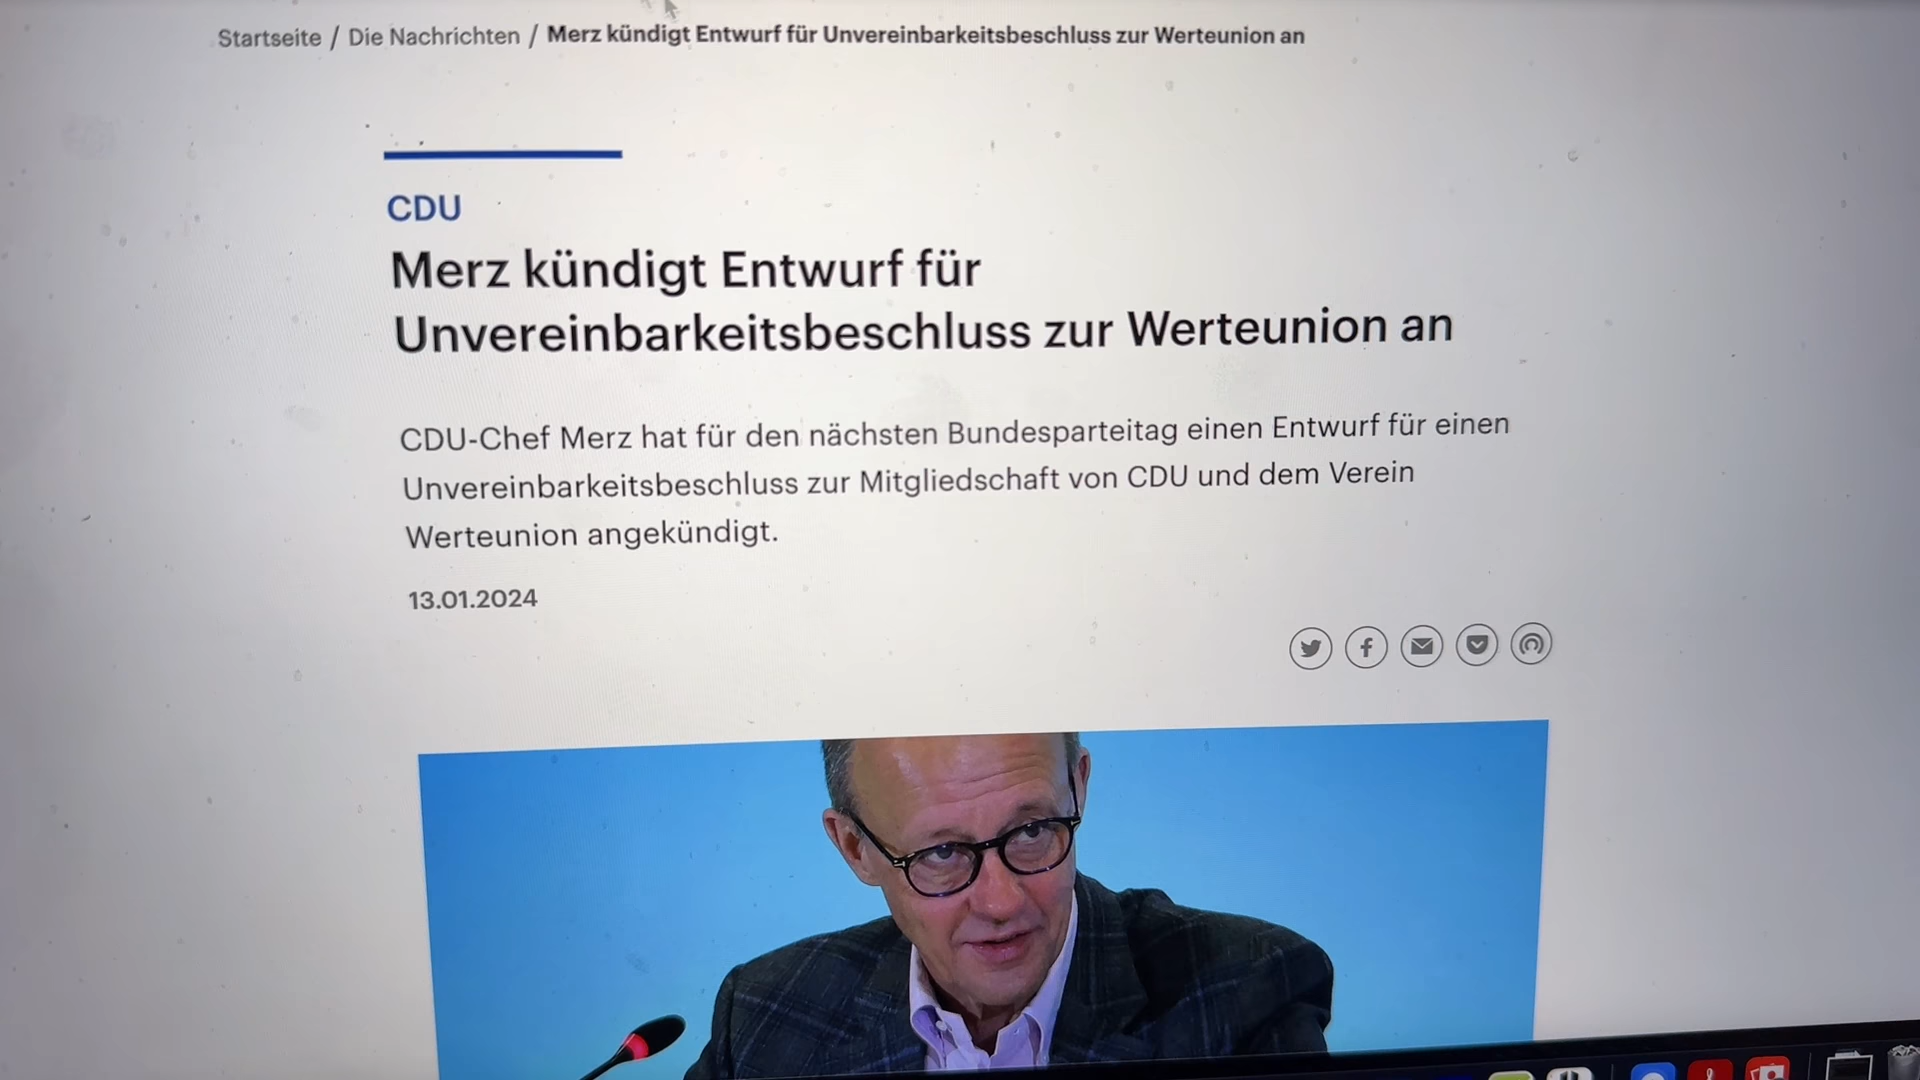 Startseite / Die Nachrichten / Merz kündigt Entwurf für Unvereinbarkeitsbeschluss zur Werteunion an
CDU
Merz kündigt Entwurf für
Unvereinbarkeitsbeschluss zur Werteunion an
CDU-Chef Merz hat für den nächsten Bundesparteitag einen Entwurf für einen
Unvereinbarkeitsbeschluss zur Mitgliedschaft von CDU und dem Verein
Werteunion angekündigt.
13.01.2024